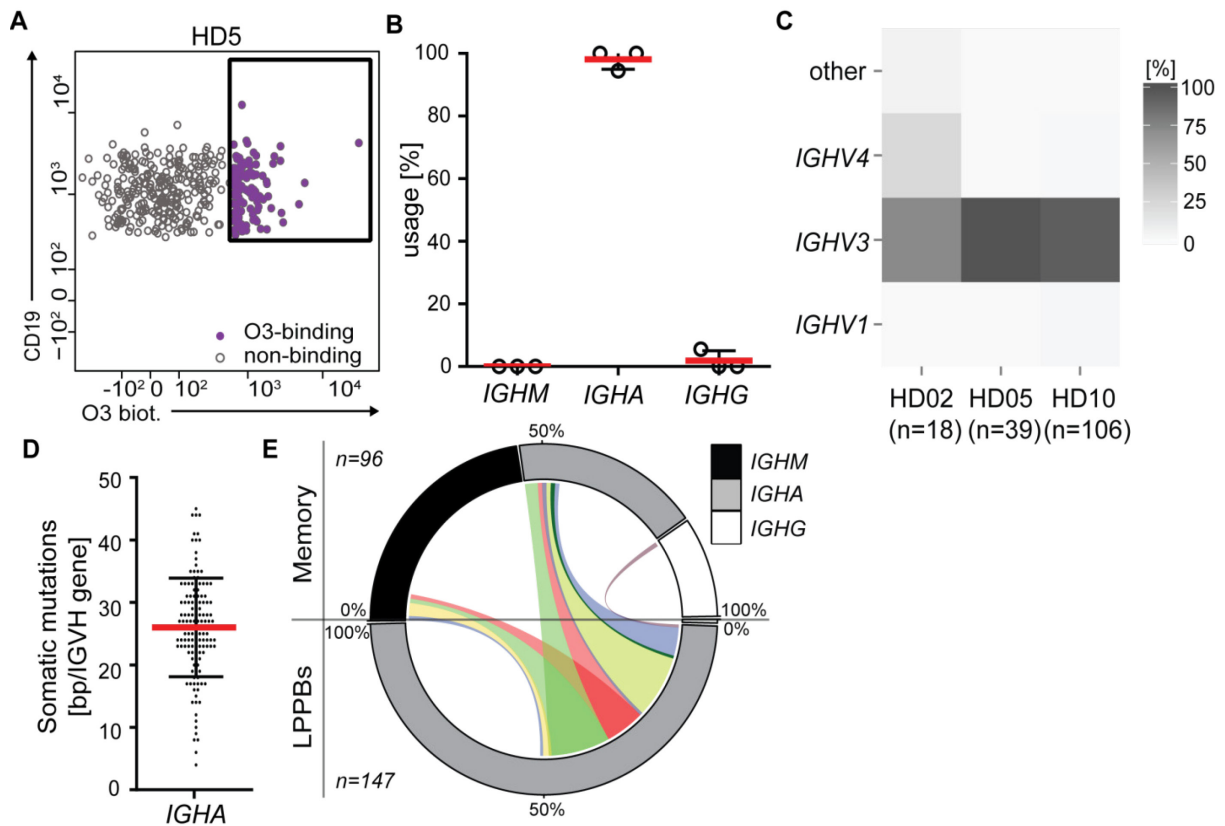 A
HD5
10⁴
10³
10²
0
-10²
CD19
O3-binding
non-binding
-10² 0 10² 10³ 10⁴
O3 biot.
B
100
80
60
40
20
0
usage [%]
IGHM IGHA IGHG
C
other
IGHV4
IGHV3
IGHV1
HD02 HD05 HD10
(n=18) (n=39) (n=106)
[%]
100
75
50
25
0
D
50
40
30
20
10
0
Somatic mutations
[bp/IGVH gene]
IGHA
E
n=96
50%
IGHM
IGHA
IGHG
Memory
0%
100%
100%
0%
LPPBs
n=147
50%